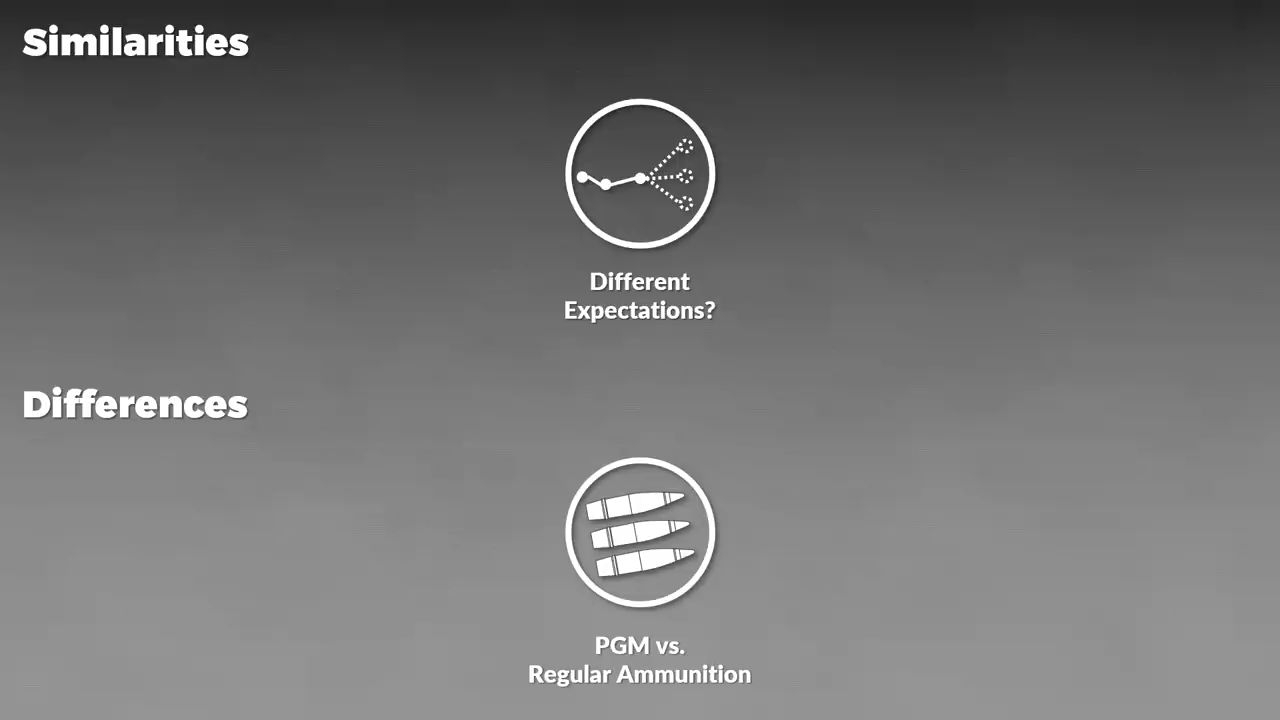 Similarities
Different
Expectations?
Differences
PGM vs.
Regular Ammunition